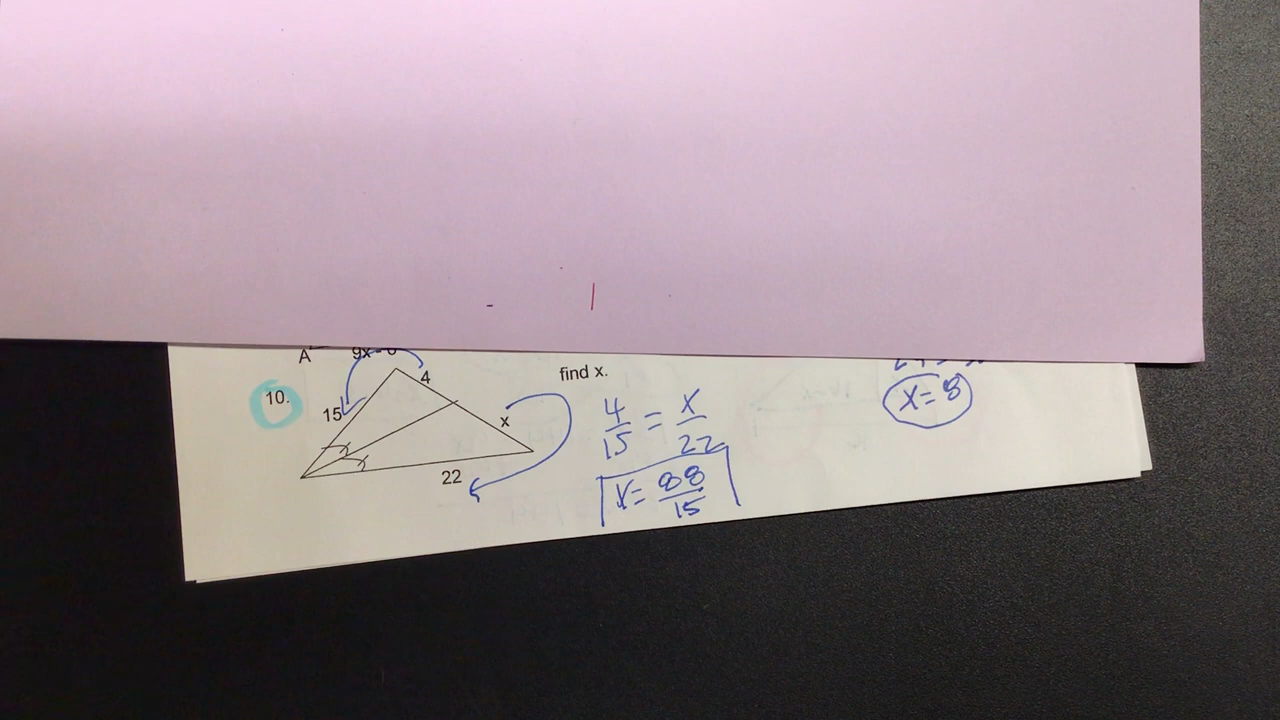 A
find x.
10.
15
4
x
22
4/15 = x/22
x = 88/15
x = 8